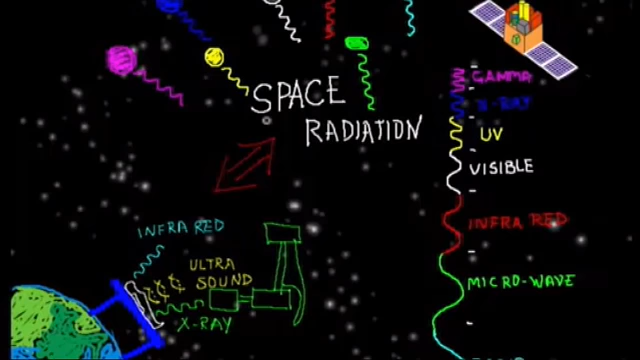 SPACE
RADIATION
GAMMA
X-RAY
UV
VISIBLE
INFRA RED
MICRO-WAVE
INFRA RED
ULTRA
SOUND
X-RAY